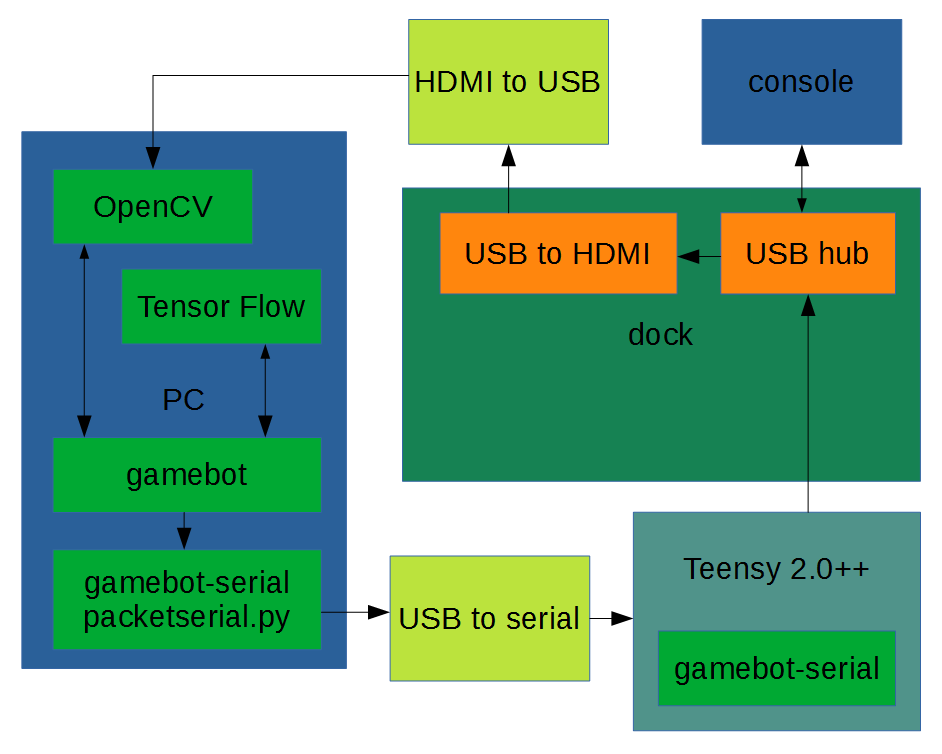 HDMI to USB
console
OpenCV
USB to HDMI
USB hub
Tensor Flow
dock
PC
gamebot
gamebot-serial
packetserial.py
USB to serial
Teensy 2.0++
gamebot-serial